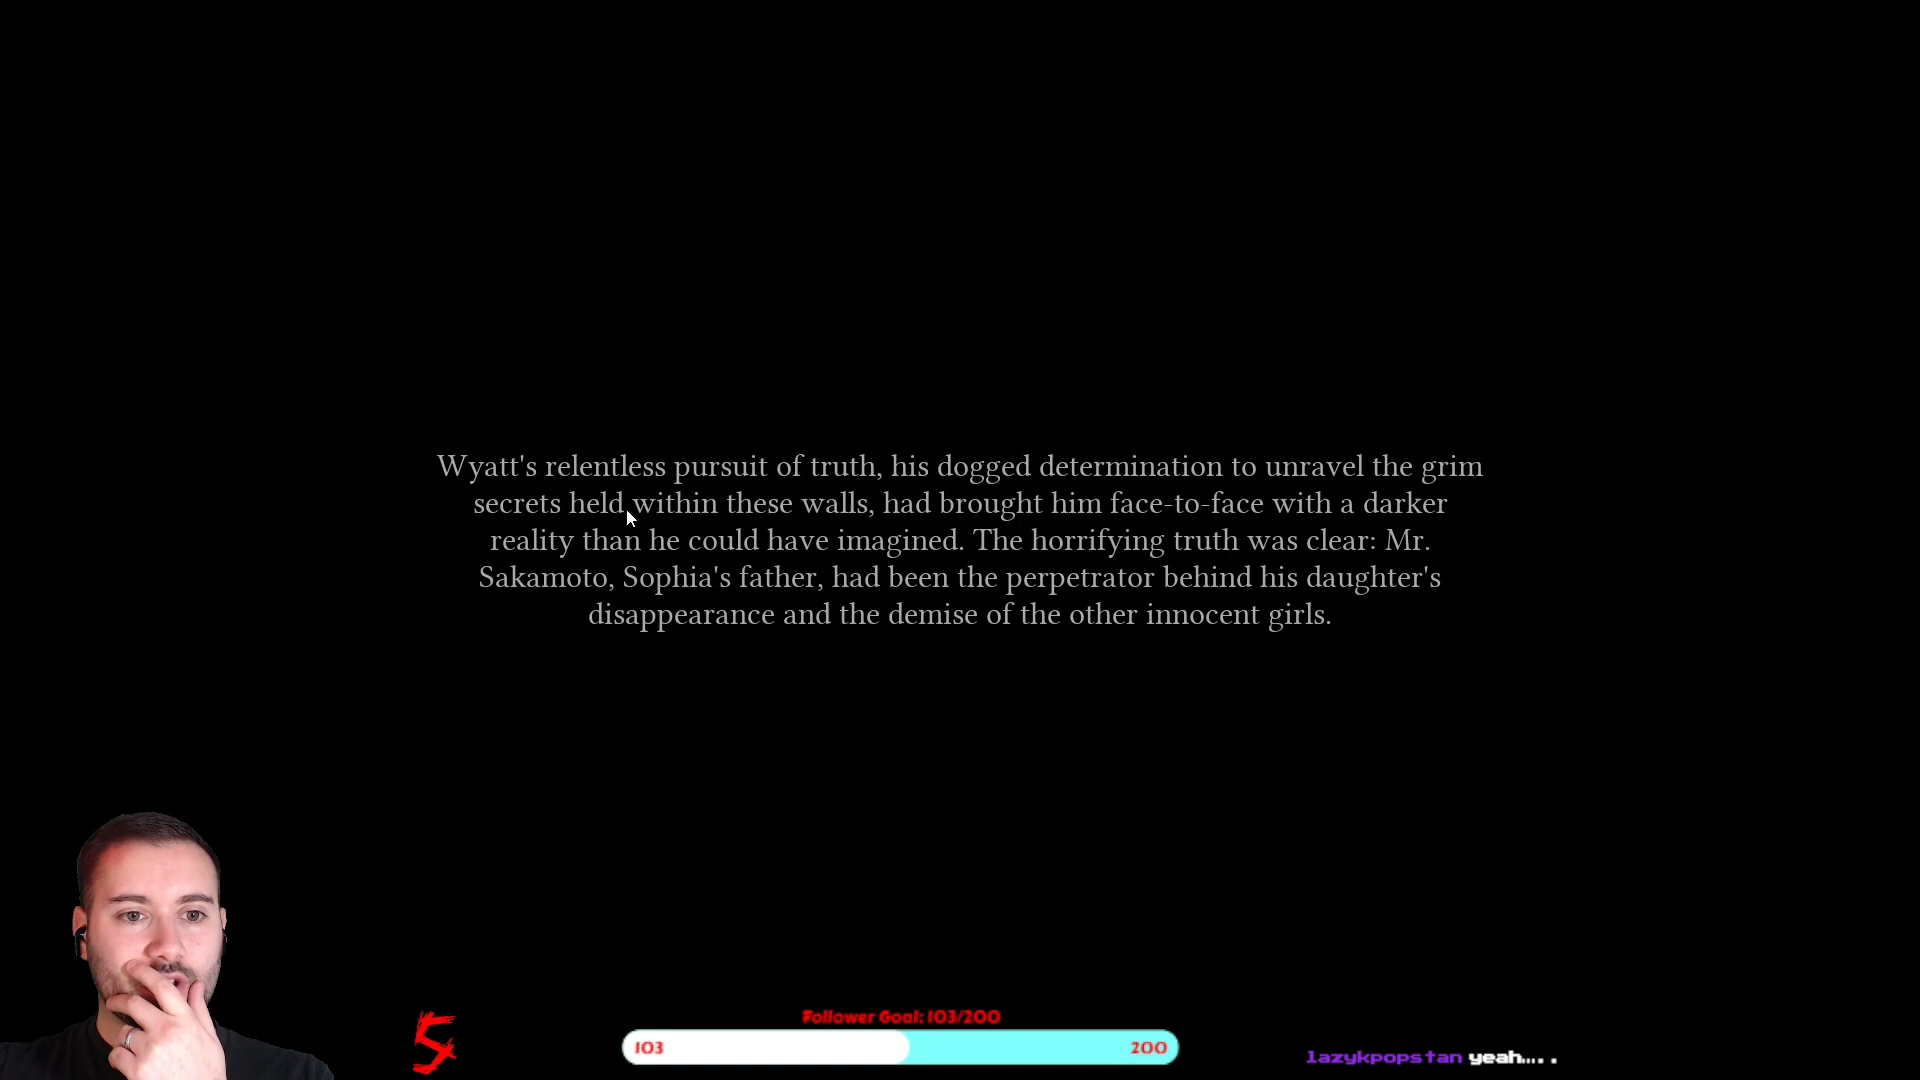 Wyatt's relentless pursuit of truth, his dogged determination to unravel the grim
secrets held within these walls, had brought him face-to-face with a darker
reality than he could have imagined. The horrifying truth was clear: Mr.
Sakamoto, Sophia's father, had been the perpetrator behind his daughter's
disappearance and the demise of the other innocent girls.
5
Follower Goal: 103/200
103 200
lazykpopstan yeah.... .